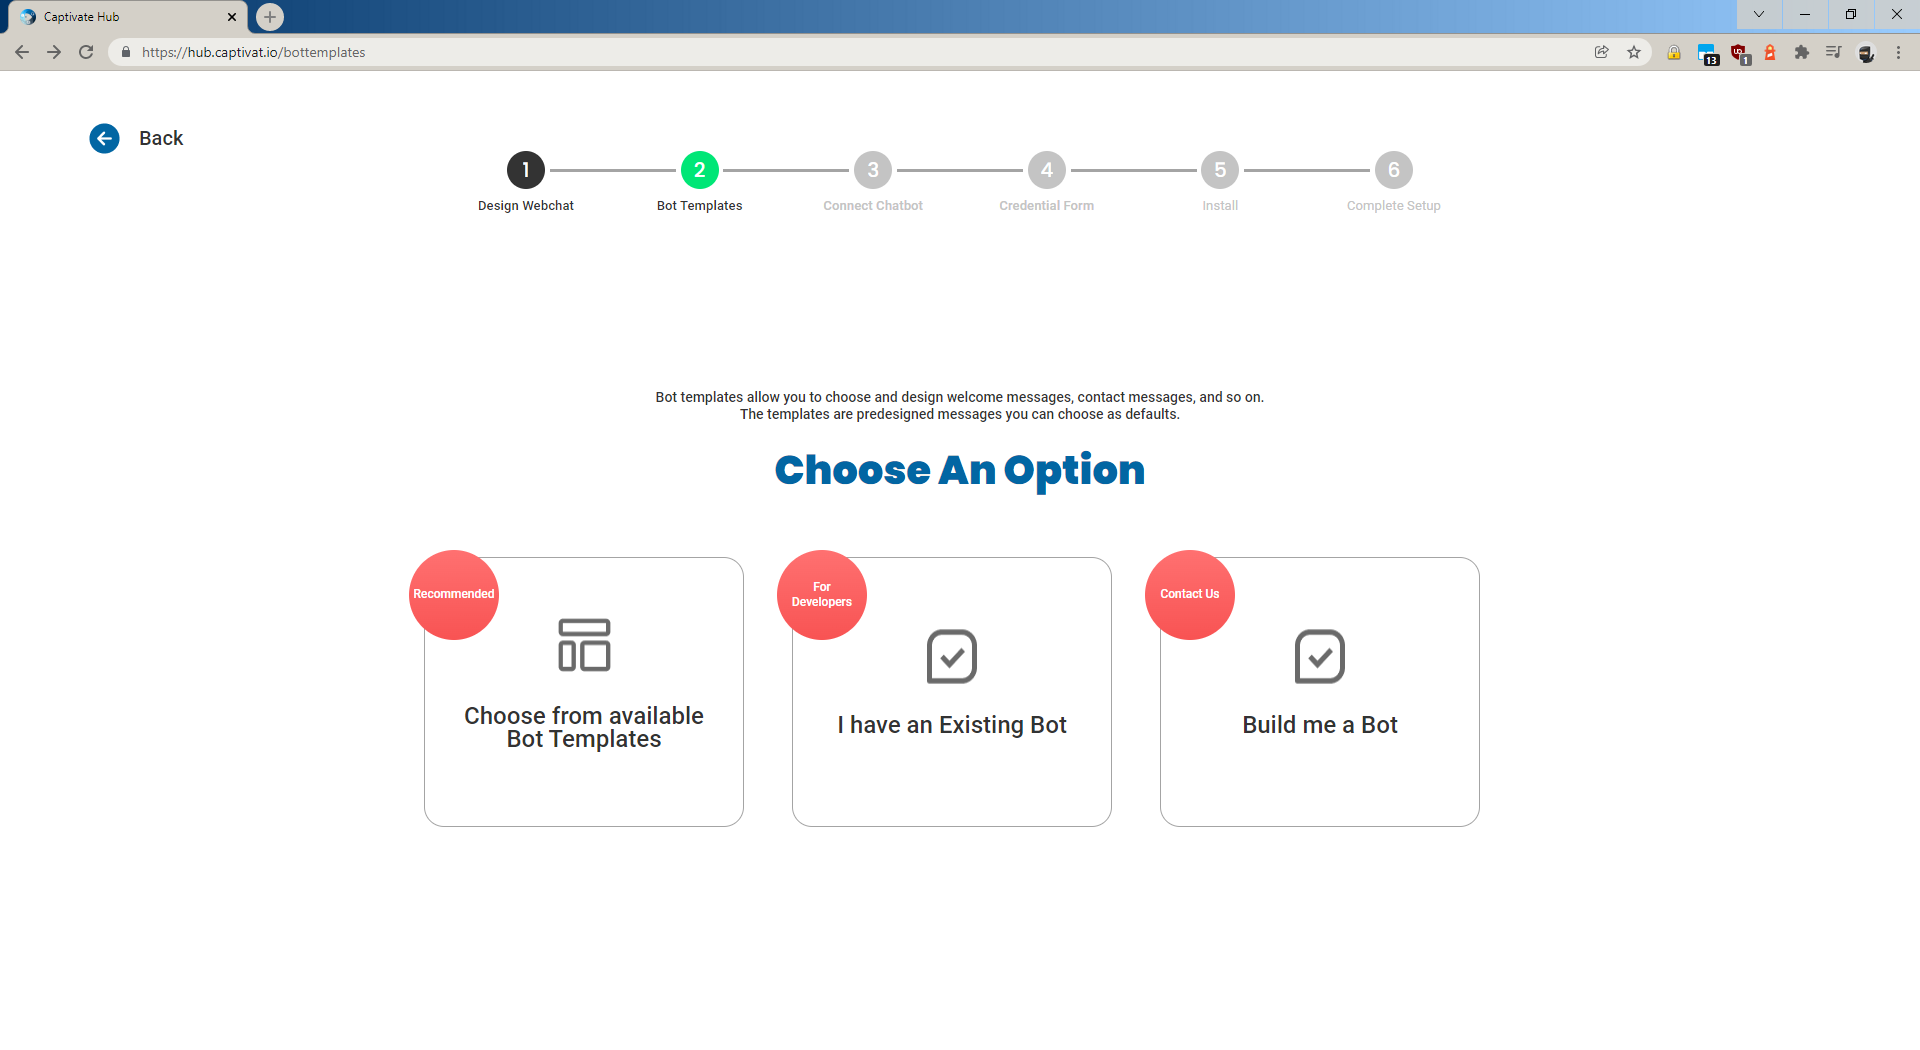 Captivate Hub
https://hub.captivat.io/bottemplates
13
1
Back
1
2
3
4
5
6
Design Webchat
Bot Templates
Connect Chatbot
Credential Form
Install
Complete Setup
Bot templates allow you to choose and design welcome messages, contact messages, and so on.
The templates are predesigned messages you can choose as defaults.
Choose An Option
Recommended
Choose from available
Bot Templates
For
Developers
I have an Existing Bot
Contact Us
Build me a Bot